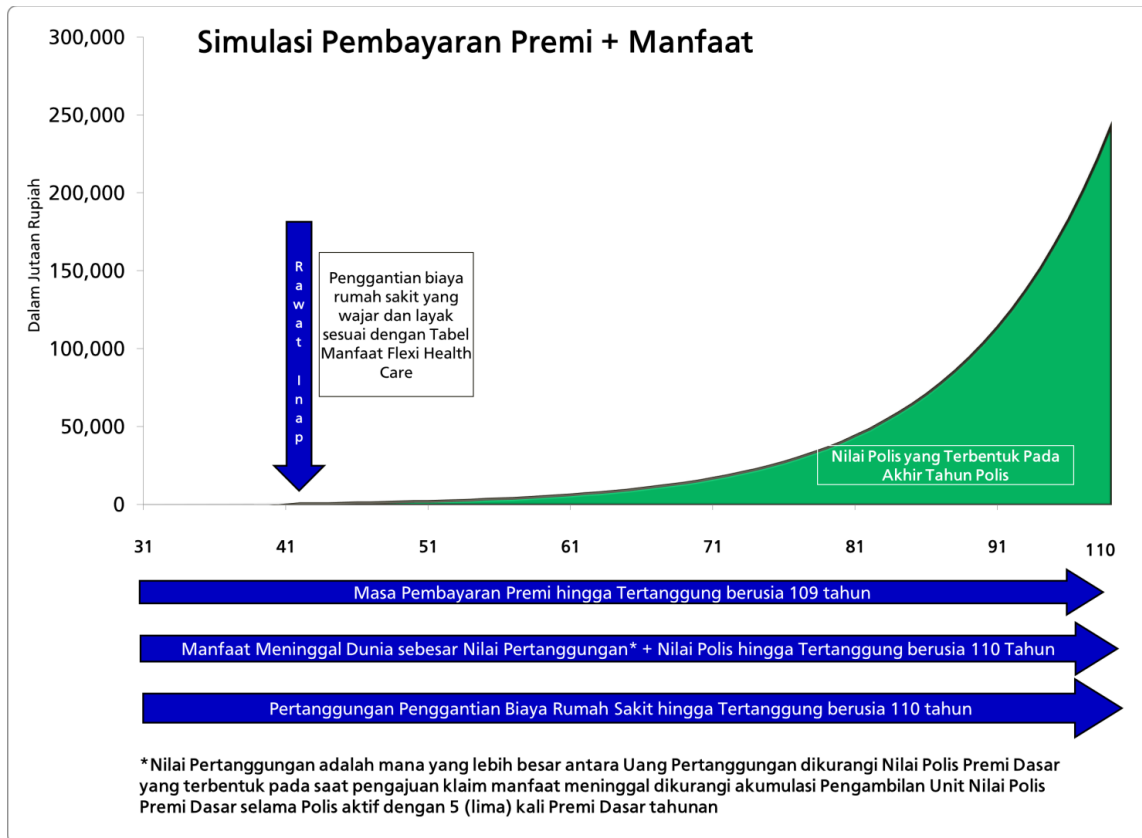 Simulasi Pembayaran Premi + Manfaat
Dalam Jutaan Rupiah
300,000
250,000
200,000
150,000
100,000
50,000
0
Rawat Inap
Penggantian biaya
rumah sakit yang
wajar dan layak
sesuai dengan Tabel
Manfaat Flexi Health
Care
Nilai Polis yang Terbentuk Pada
Akhir Tahun Polis
31 41 51 61 71 81 91 110
Masa Pembayaran Premi hingga Tertanggung berusia 109 tahun
Manfaat Meninggal Dunia sebesar Nilai Pertanggungan* + Nilai Polis hingga Tertanggung berusia 110 Tahun
Pertanggungan Penggantian Biaya Rumah Sakit hingga Tertanggung berusia 110 tahun
*Nilai Pertanggungan adalah mana yang lebih besar antara Uang Pertanggungan dikurangi Nilai Polis Premi Dasar
yang terbentuk pada saat pengajuan klaim manfaat meninggal dikurangi akumulasi Pengambilan Unit Nilai Polis
Premi Dasar selama Polis aktif dengan 5 (lima) kali Premi Dasar tahunan